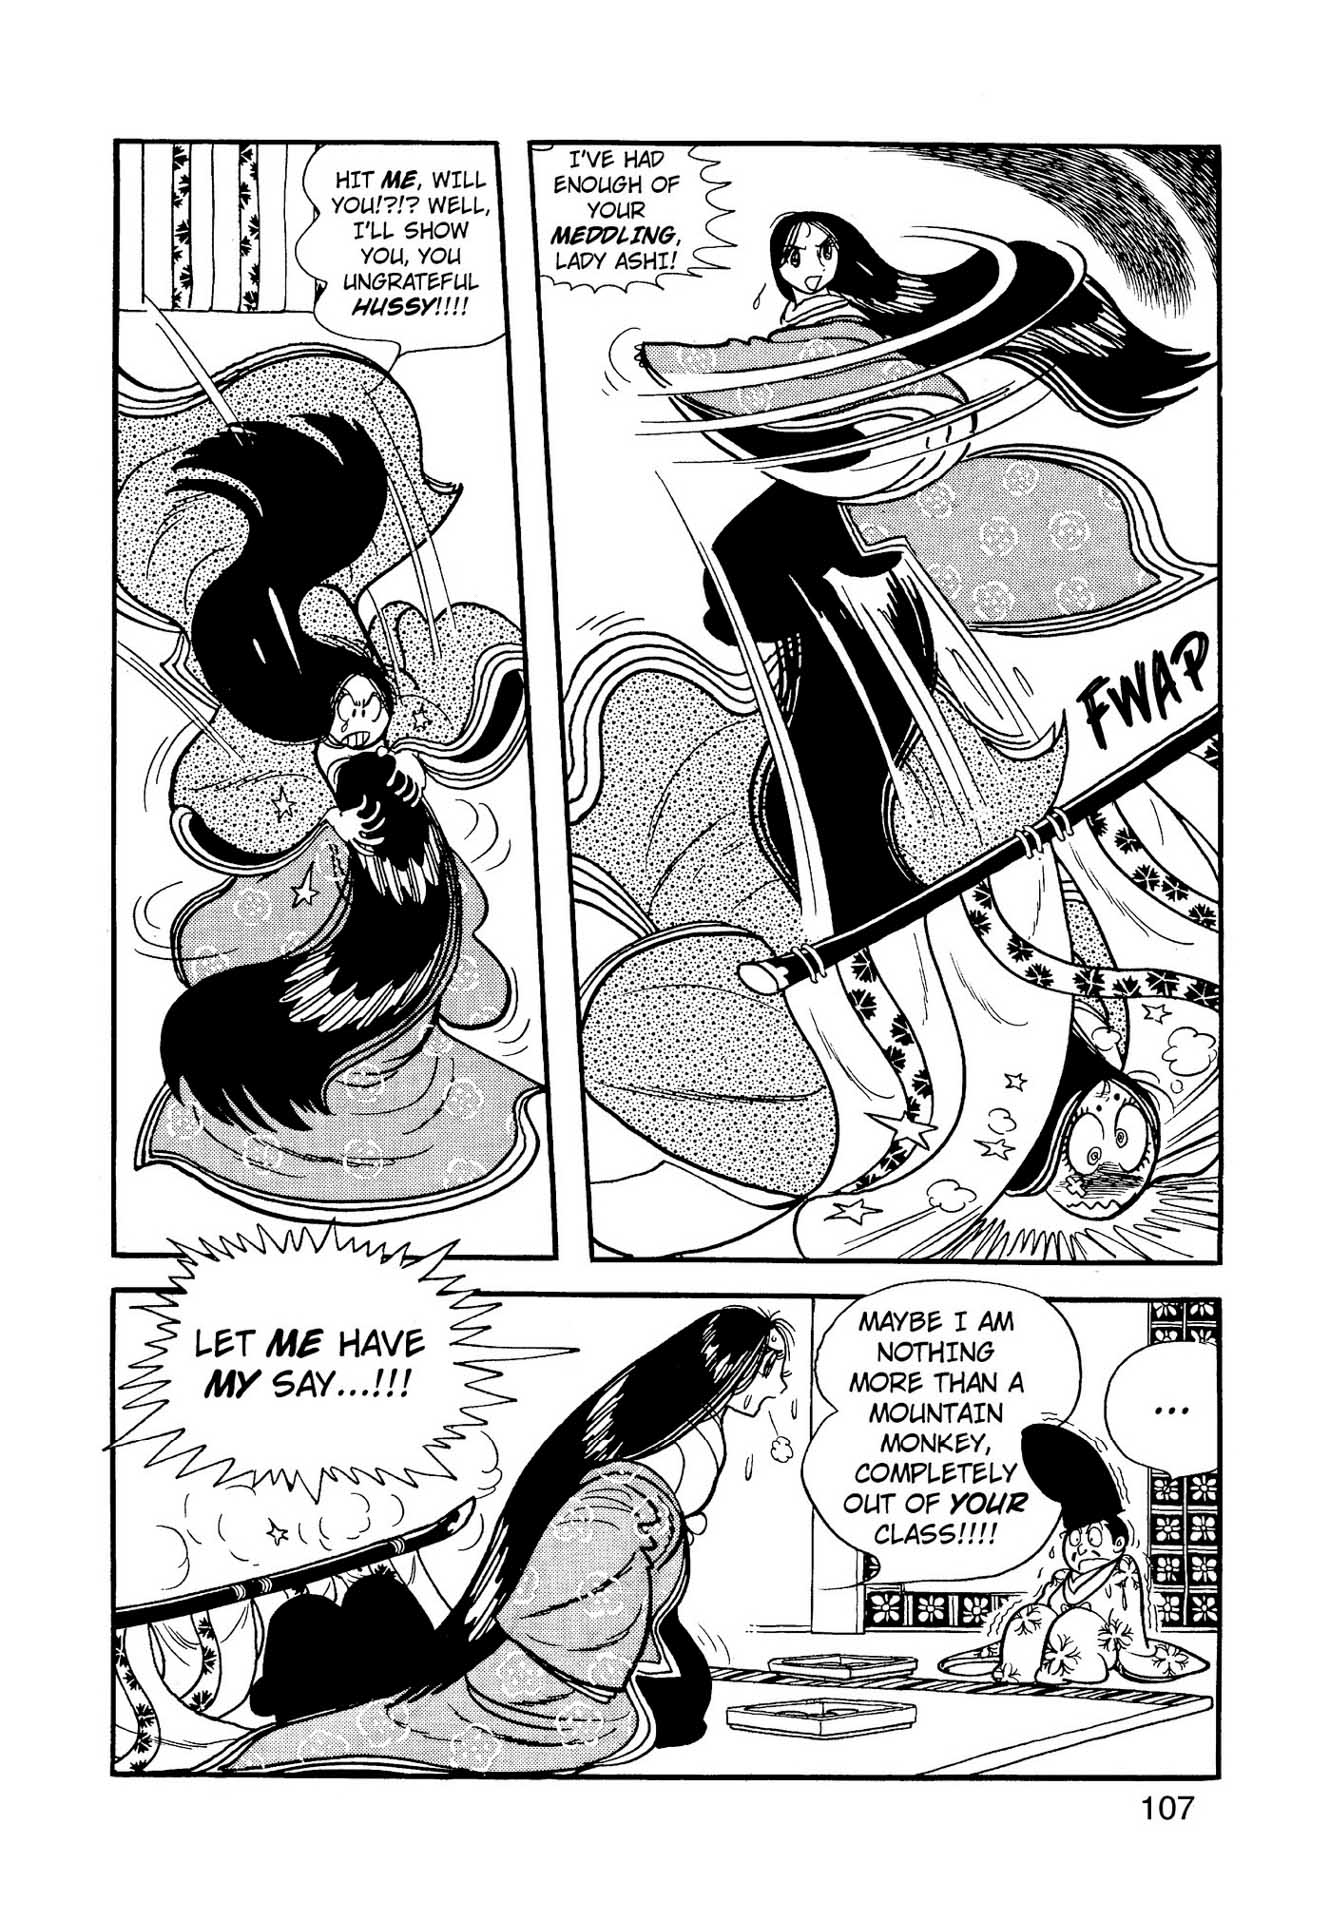 HIT ME, WILL
YOU!?!? WELL,
I'LL SHOW
YOU, YOU
UNGRATEFUL
HUSSY!!!!
I'VE HAD
ENOUGH OF
YOUR
MEDDLING,
LADY ASHI!
FWAP
LET ME HAVE
MY SAY...!!!
MAYBE I AM
NOTHING
MORE THAN A
MOUNTAIN
MONKEY,
COMPLETELY
OUT OF YOUR
CLASS!!!!
...
107